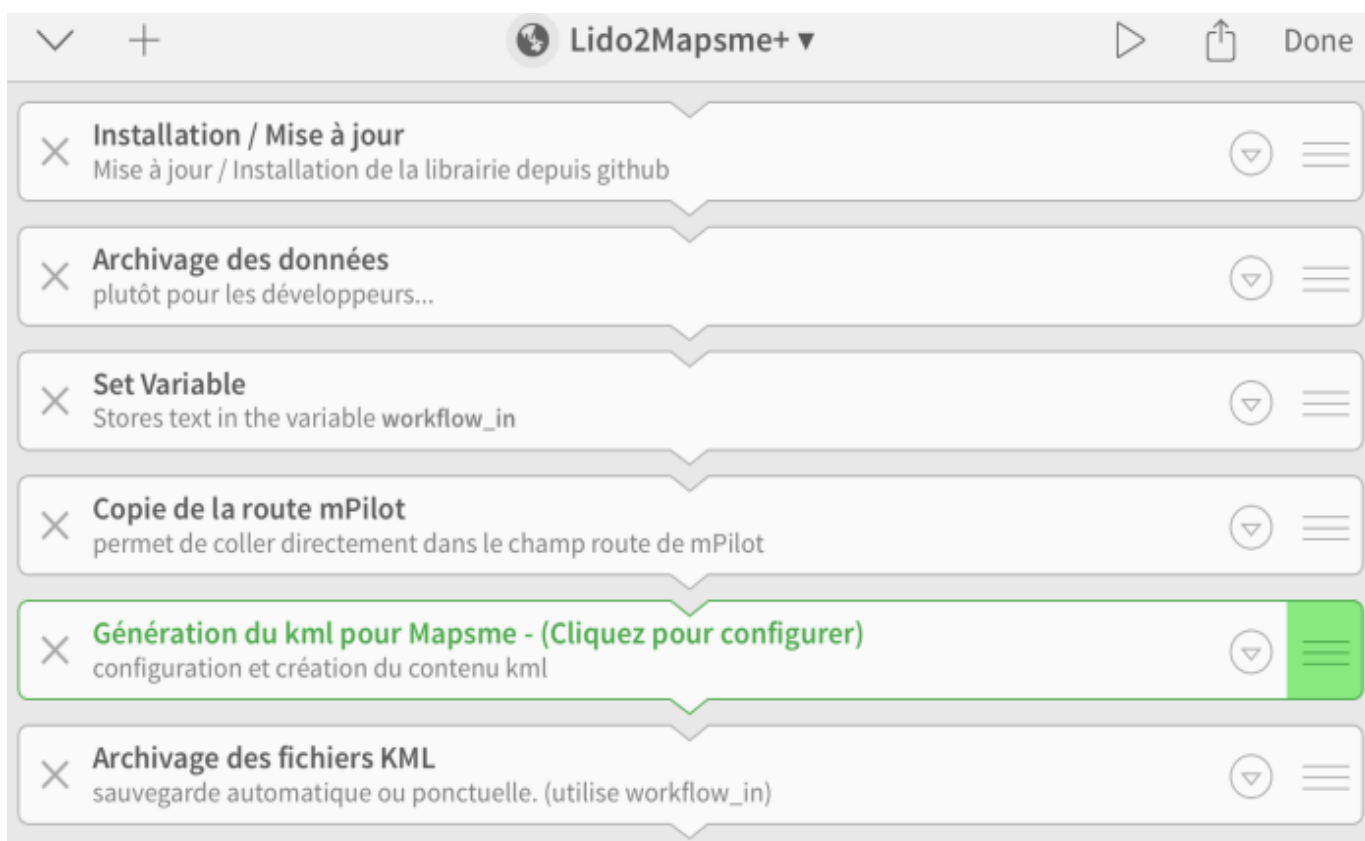 Lido2Mapsme+ ▼ Done
Installation / Mise à jour
Mise à jour / Installation de la librairie depuis github
Archivage des données
plutôt pour les développeurs...
Set Variable
Stores text in the variable workflow_in
Copie de la route mPilot
permet de coller directement dans le champ route de mPilot
Génération du kml pour Mapsme - (Cliquez pour configurer)
configuration et création du contenu kml
Archivage des fichiers KML
sauvegarde automatique ou ponctuelle. (utilise workflow_in)